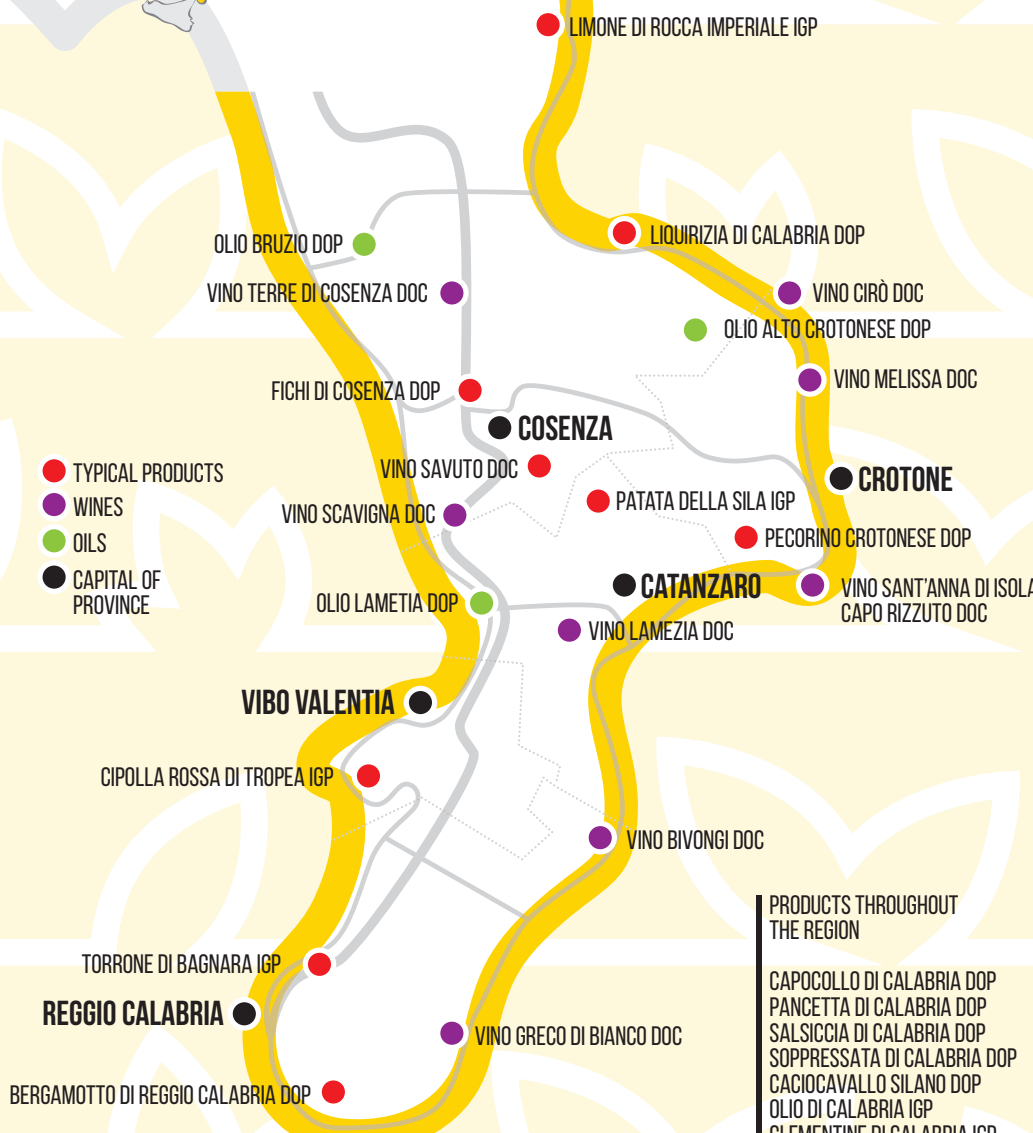 LIMONE DI ROCCA IMPERIALE IGP
LIQUIRIZIA DI CALABRIA DOP
OLIO BRUZIO DOP
VINO TERRE DI COSENZA DOC
VINO CIRÒ DOC
OLIO ALTO CROTONESE DOP
VINO MELISSA DOC
FICHI DI COSENZA DOP
COSENZA
VINO SAVUTO DOC
CROTONE
TYPICAL PRODUCTS
WINES
OILS
CAPITAL OF
PROVINCE
PATATA DELLA SILA IGP
VINO SCAVIGNA DOC
PECORINO CROTONESE DOP
CATANZARO
VINO SANT'ANNA DI ISOLA
CAPO RIZZUTO DOC
OLIO LAMETIA DOP
VINO LAMEZIA DOC
VIBO VALENTIA
CIPOLLA ROSSA DI TROPEA IGP
VINO BIVONGI DOC
TORRONE DI BAGNARA IGP
REGGIO CALABRIA
VINO GRECO DI BIANCO DOC
BERGAMOTTO DI REGGIO CALABRIA DOP
PRODUCTS THROUGHOUT
THE REGION
CAPOCOLLO DI CALABRIA DOP
PANCETTA DI CALABRIA DOP
SALSICCIA DI CALABRIA DOP
SOPPRESSATA DI CALABRIA DOP
CACIOCAVALLO SILANO DOP
OLIO DI CALABRIA IGP
CLEMENTINE DI CALABRIA IGP